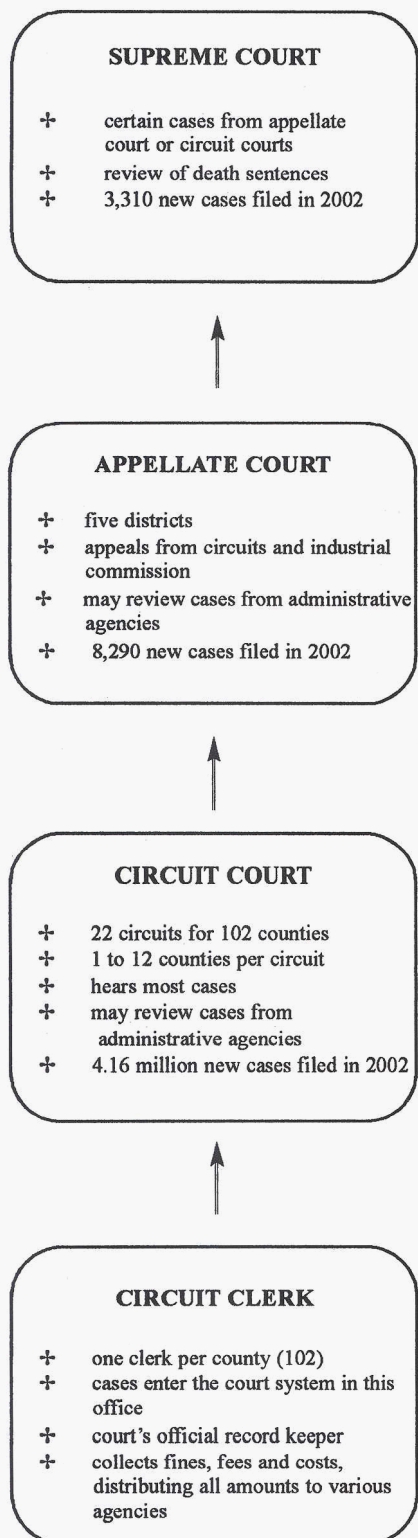 SUPREME COURT
✢ certain cases from appellate
court or circuit courts
✢ review of death sentences
✢ 3,310 new cases filed in 2002
APPELLATE COURT
✢ five districts
✢ appeals from circuits and industrial
commission
✢ may review cases from administrative
agencies
✢ 8,290 new cases filed in 2002
CIRCUIT COURT
✢ 22 circuits for 102 counties
✢ 1 to 12 counties per circuit
✢ hears most cases
✢ may review cases from
administrative agencies
✢ 4.16 million new cases filed in 2002
CIRCUIT CLERK
✢ one clerk per county (102)
✢ cases enter the court system in this
office
✢ court's official record keeper
✢ collects fines, fees and costs,
distributing all amounts to various
agencies